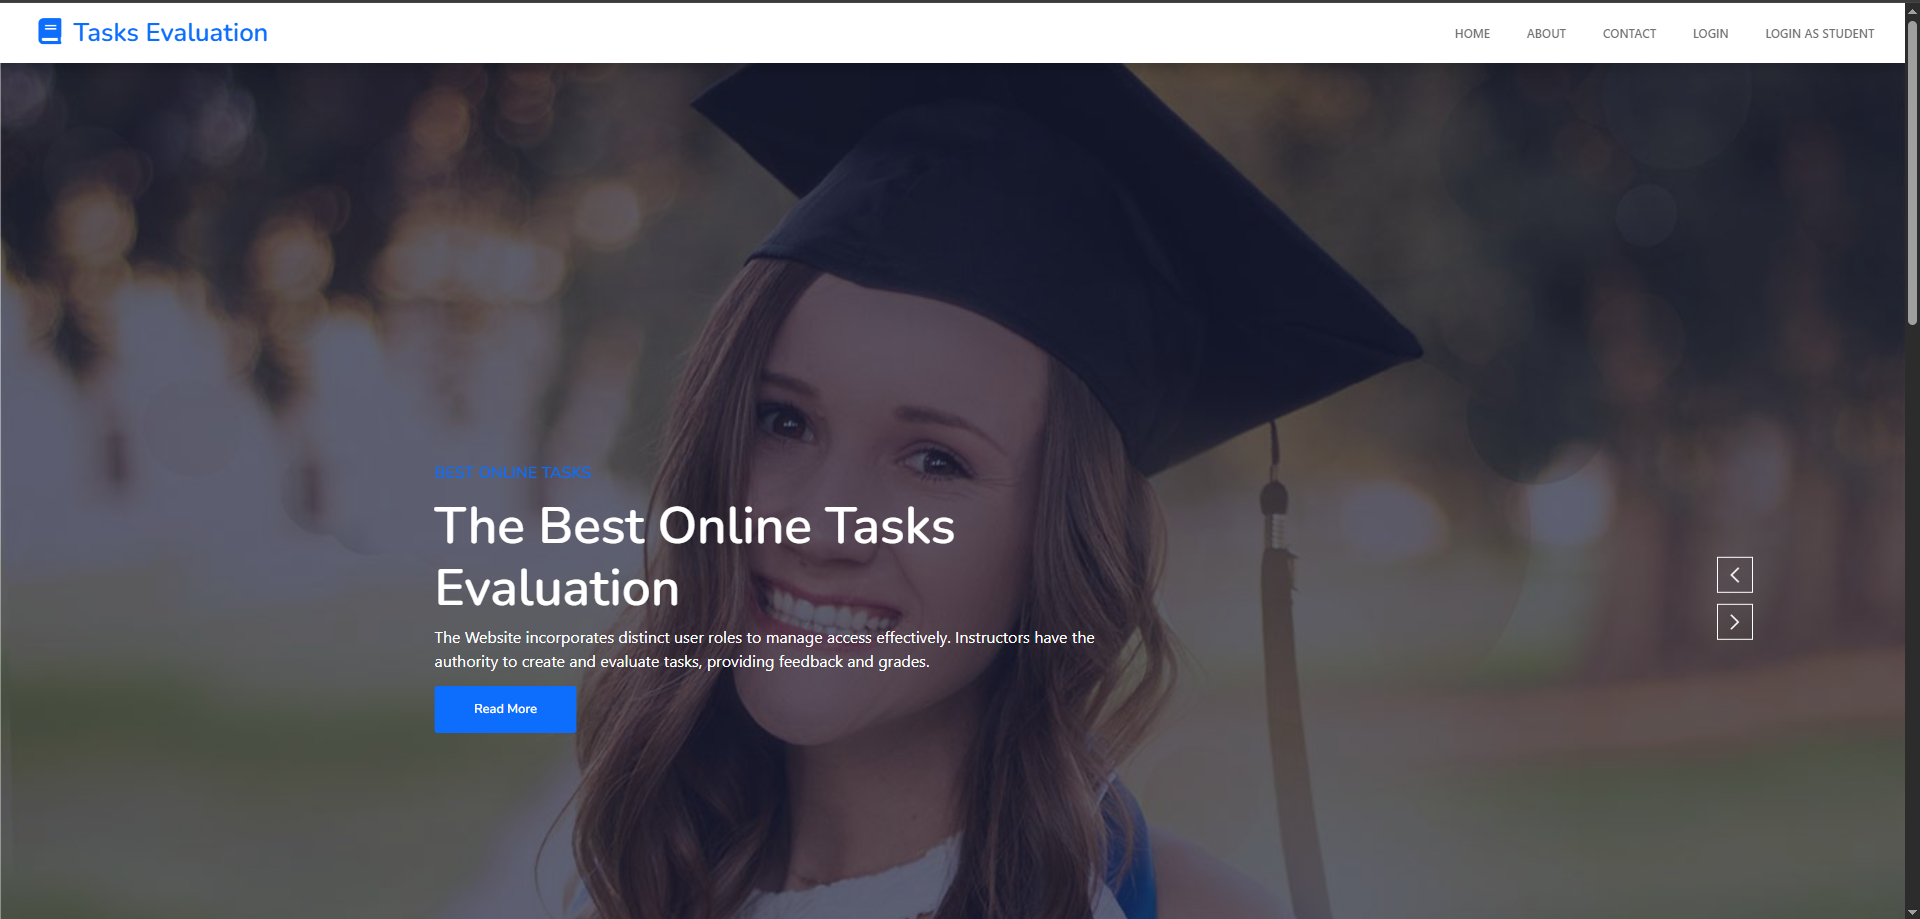 Tasks Evaluation
HOME
ABOUT
CONTACT
LOGIN
LOGIN AS STUDENT
BEST ONLINE TASKS
The Best Online Tasks
Evaluation
The Website incorporates distinct user roles to manage access effectively. Instructors have the
authority to create and evaluate tasks, providing feedback and grades.
Read More